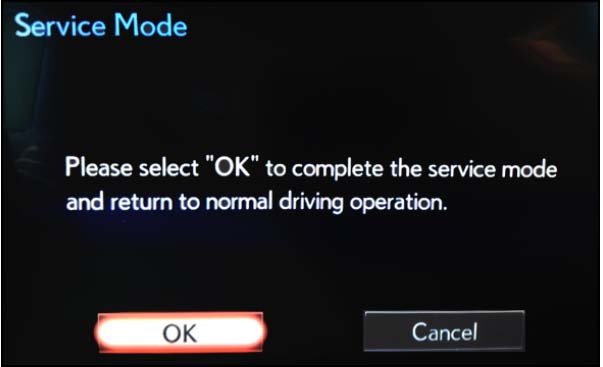 Service Mode
Please select "OK" to complete the service mode
and return to normal driving operation.
OK
Cancel